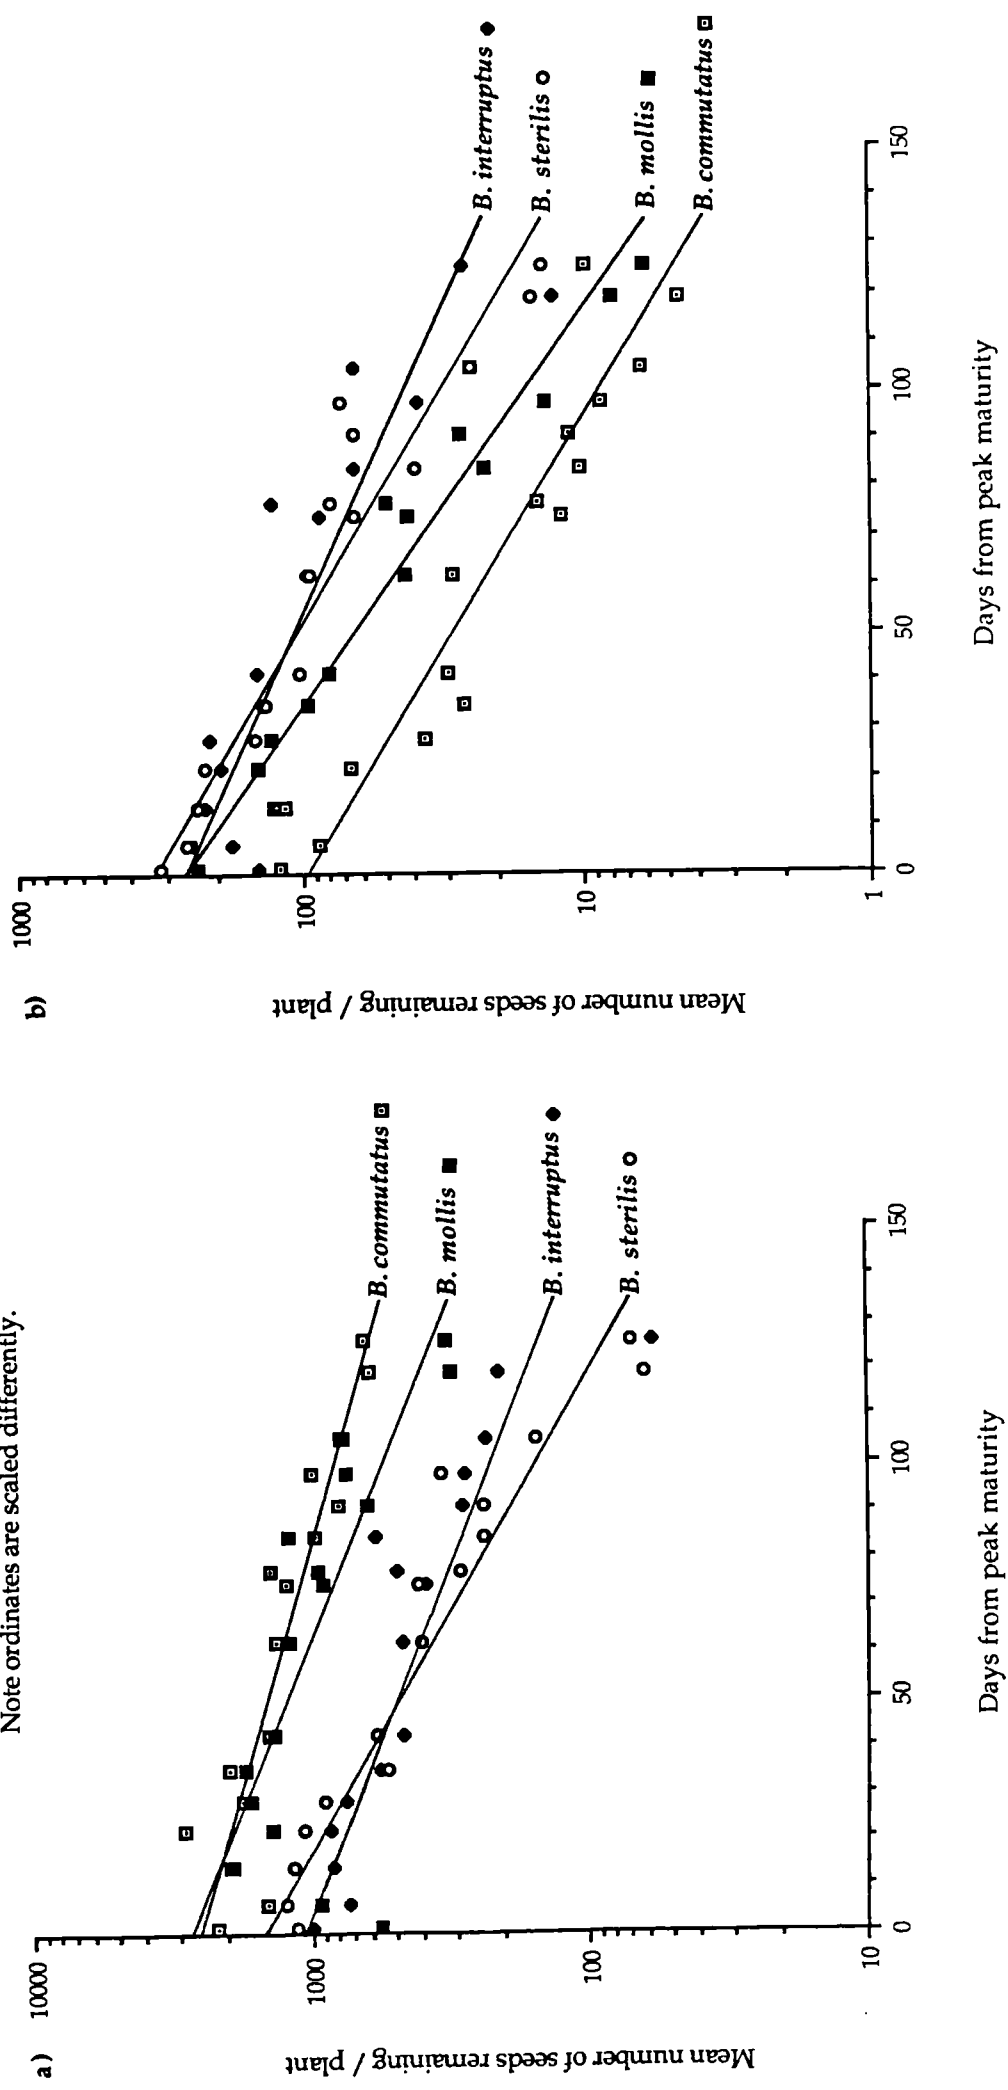 Note ordinates are scaled differently.
a)
Mean number of seeds remaining / plant
10000
1000
100
10
0
50
100
150
Days from peak maturity
B. commutatus
B. mollis
B. interruptus
B. sterilis
b)
Mean number of seeds remaining / plant
1000
100
10
1
0
50
100
150
Days from peak maturity
B. interruptus
B. sterilis
B. mollis
B. commutatus